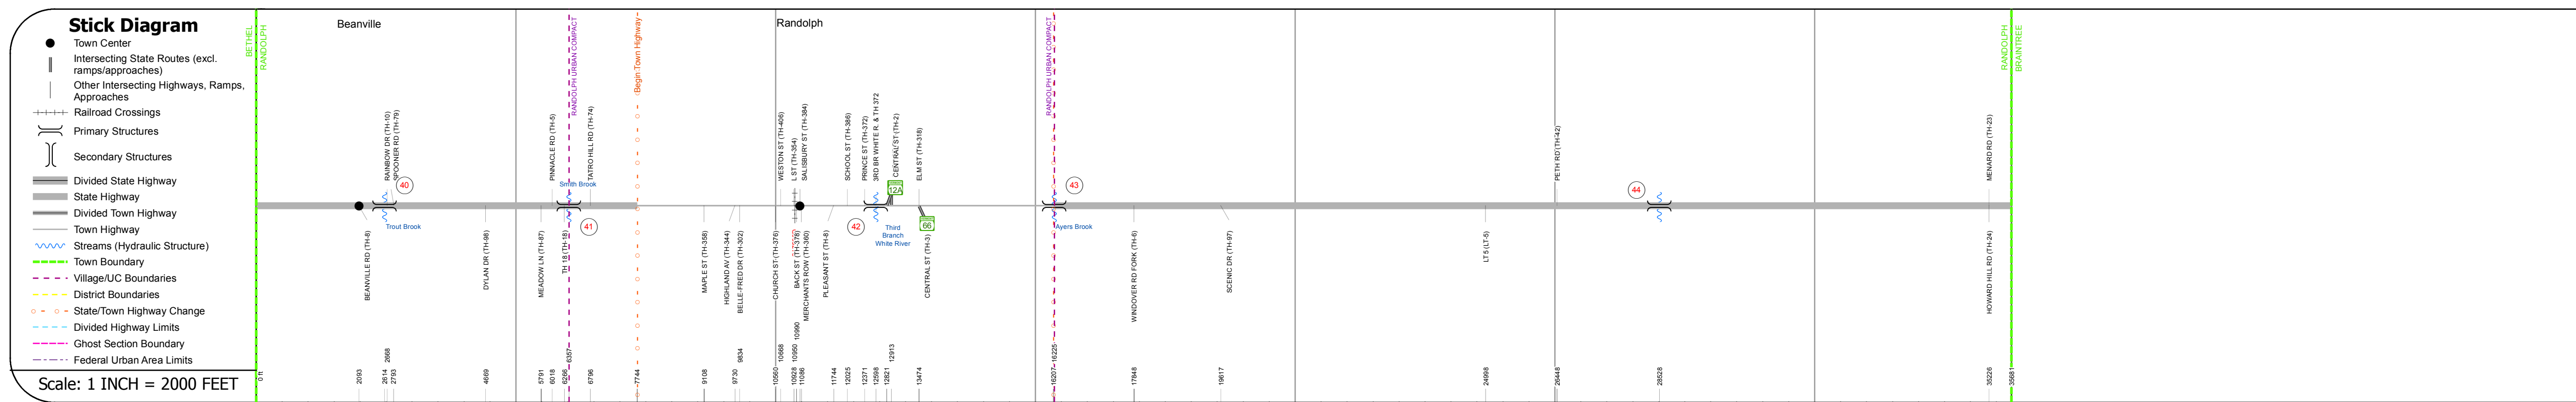 Stick Diagram
Town Center
Intersecting State Routes (excl.
ramps/approaches)
Other Intersecting Highways, Ramps,
Approaches
Railroad Crossings
Primary Structures
Secondary Structures
Divided State Highway
State Highway
Divided Town Highway
Town Highway
Streams (Hydraulic Structure)
Town Boundary
Village/UC Boundaries
District Boundaries
State/Town Highway Change
Divided Highway Limits
Ghost Section Boundary
Federal Urban Area Limits
Scale: 1 INCH = 2000 FEET
BETHEL
RANDOLPH
Beanville
RANDOLPH URBAN COMPACT
Begin Town Highway
Randolph
RANDOLPH URBAN COMPACT
RANDOLPH
BRAINTREE
RAINBOW DR (TH-10)
SPOONER RD (TH-79)
PINNACLE RD (TH-5)
TATRO HILL RD (TH-74)
WESTON ST (TH-406)
L ST (TH-354)
SALISBURY ST (TH-384)
SCHOOL ST (TH-386)
PRINCE ST (TH-372)
3RD BR WHITE R. & TH 372
CENTRAL ST (TH-2)
ELM ST (TH-318)
PETH RD (TH-42)
MENARD RD (TH-23)
40
Smith Brook
12A
43
44
Trout Brook
41
42
Third
Branch
White River
66
Ayers Brook
BEANVILLE RD (TH-8)
DYLAN DR (TH-98)
MEADOW LN (TH-87)
TH 18 (TH-18)
MAPLE ST (TH-358)
HIGHLAND AV (TH-344)
BELLE-FRED DR (TH-302)
CHURCH ST (TH-376)
BACK ST (TH-378)
MERCHANTS ROW (TH-360)
PLEASANT ST (TH-8)
CENTRAL ST (TH-3)
WINDOVER RD FORK (TH-6)
SCENIC DR (TH-97)
LT 5 (LT-5)
HOWARD HILL RD (TH-24)
0 ft
2093
2614
2668
2793
4669
5791
6018
6266
6357
6796
7744
9108
9730
9834
10560
10668
10928
10950
10990
11086
11744
12025
12371
12598
12821
12913
13474
16207
16225
17848
19617
24998
26448
28528
35226
35681